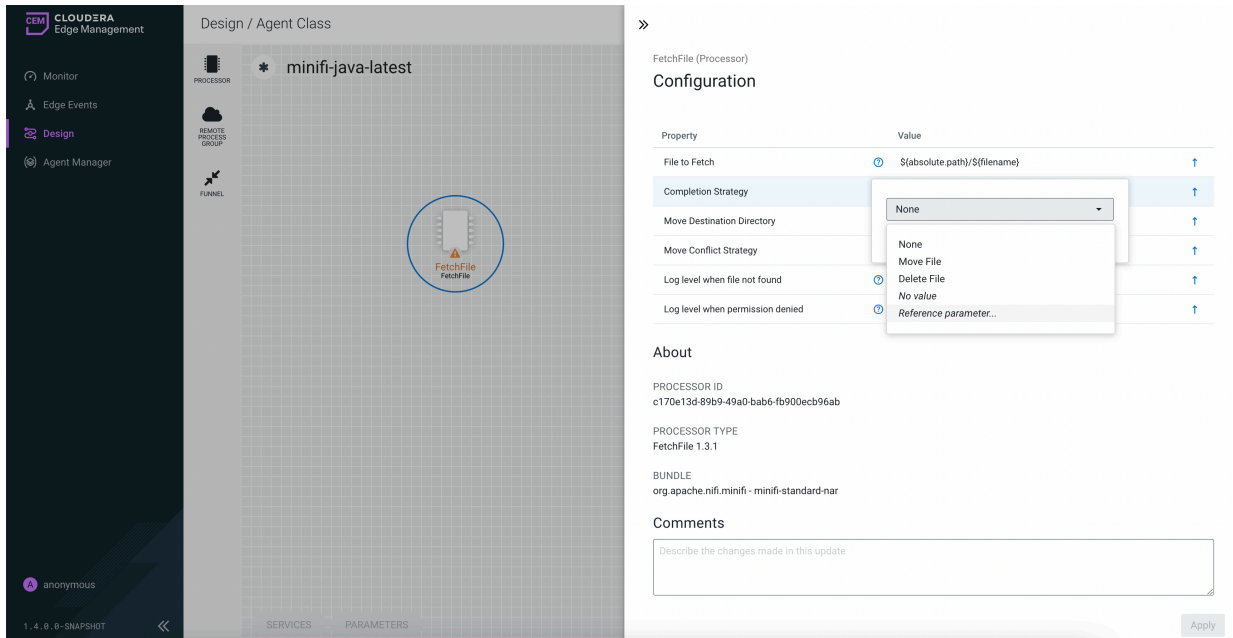 CEM CLOUDERA
Edge Management
Monitor
Edge Events
Design
Agent Manager
A anonymous
1.4.0.0-SNAPSHOT
Design / Agent Class
PROCESSOR
REMOTE
PROCESS
GROUP
FUNNEL
minifi-java-latest
FetchFile
FetchFile
SERVICES PARAMETERS
FetchFile (Processor)
Configuration
Property Value
File to Fetch ${absolute.path}/${filename}
Completion Strategy
Move Destination Directory
Move Conflict Strategy
Log level when file not found
Log level when permission denied
None
None
Move File
Delete File
No value
Reference parameter...
About
PROCESSOR ID
c170e13d-89b9-49a0-bab6-fb900ecb96ab
PROCESSOR TYPE
FetchFile 1.3.1
BUNDLE
org.apache.nifi.minifi - minifi-standard-nar
Comments
Describe the changes made in this update
Apply